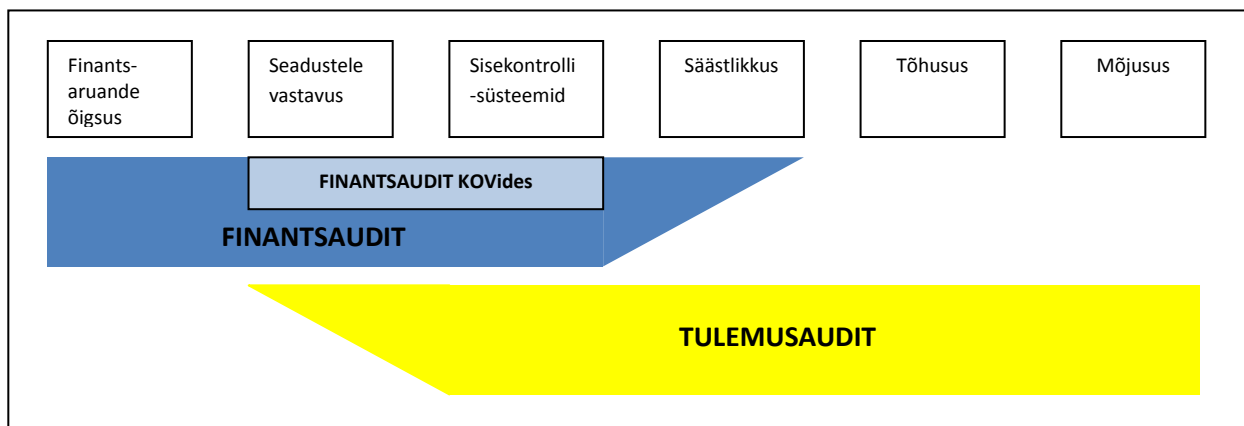 Finants-
aruande
õigsus
Seadustele
vastavus
Sisekontrolli
-süsteemid
Säästlikkus
Tõhusus
Mõjusus
FINANTSAUDIT KOVides
FINANTSAUDIT
TULEMUSAUDIT